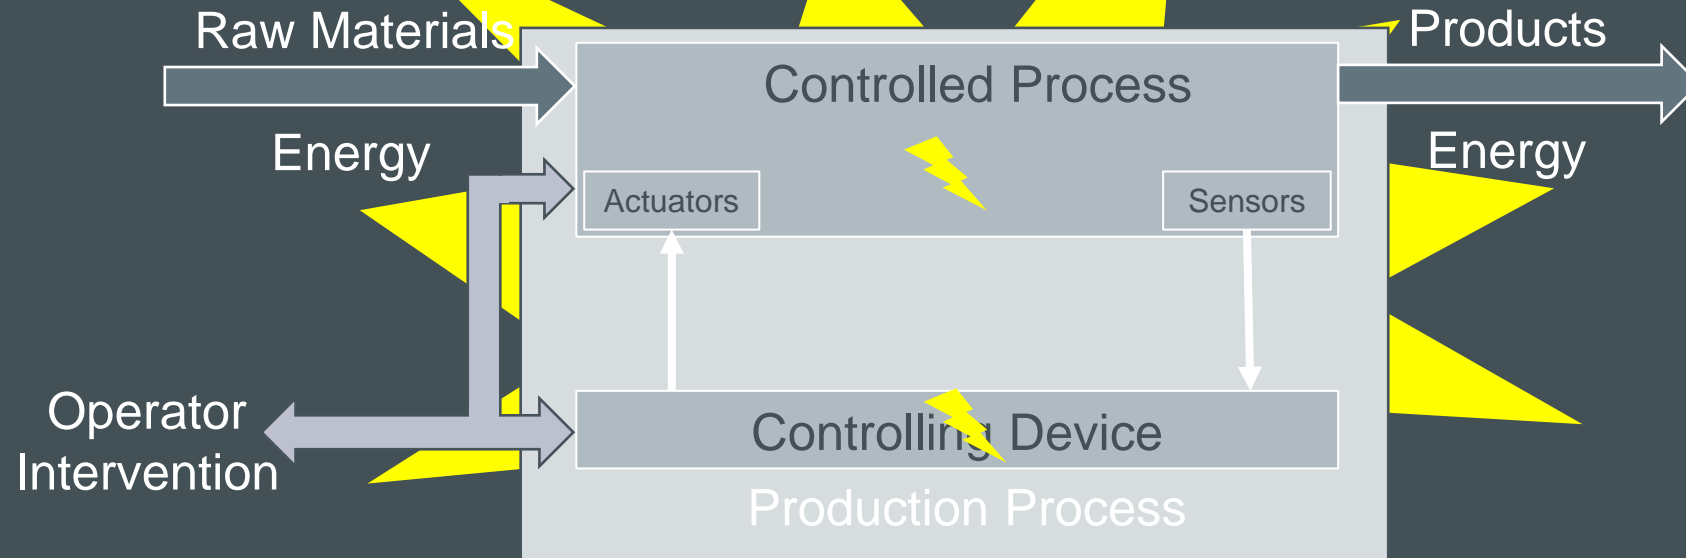 Raw Materials
Products
Controlled Process
Energy
Energy
Actuators
Sensors
Operator
Intervention
Controlling Device
Production Process